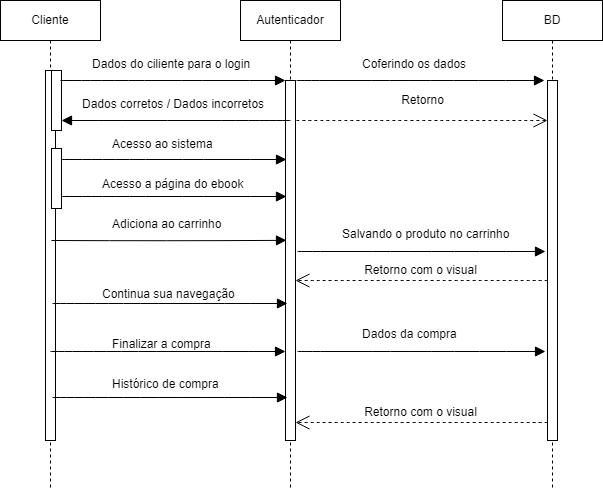 Cliente
Autenticador
BD
Dados do ciliente para o login
Coferindo os dados
Dados corretos / Dados incorretos
Retorno
Acesso ao sistema
Acesso a página do ebook
Adiciona ao carrinho
Salvando o produto no carrinho
Retorno com o visual
Continua sua navegação
Finalizar a compra
Dados da compra
Histórico de compra
Retorno com o visual